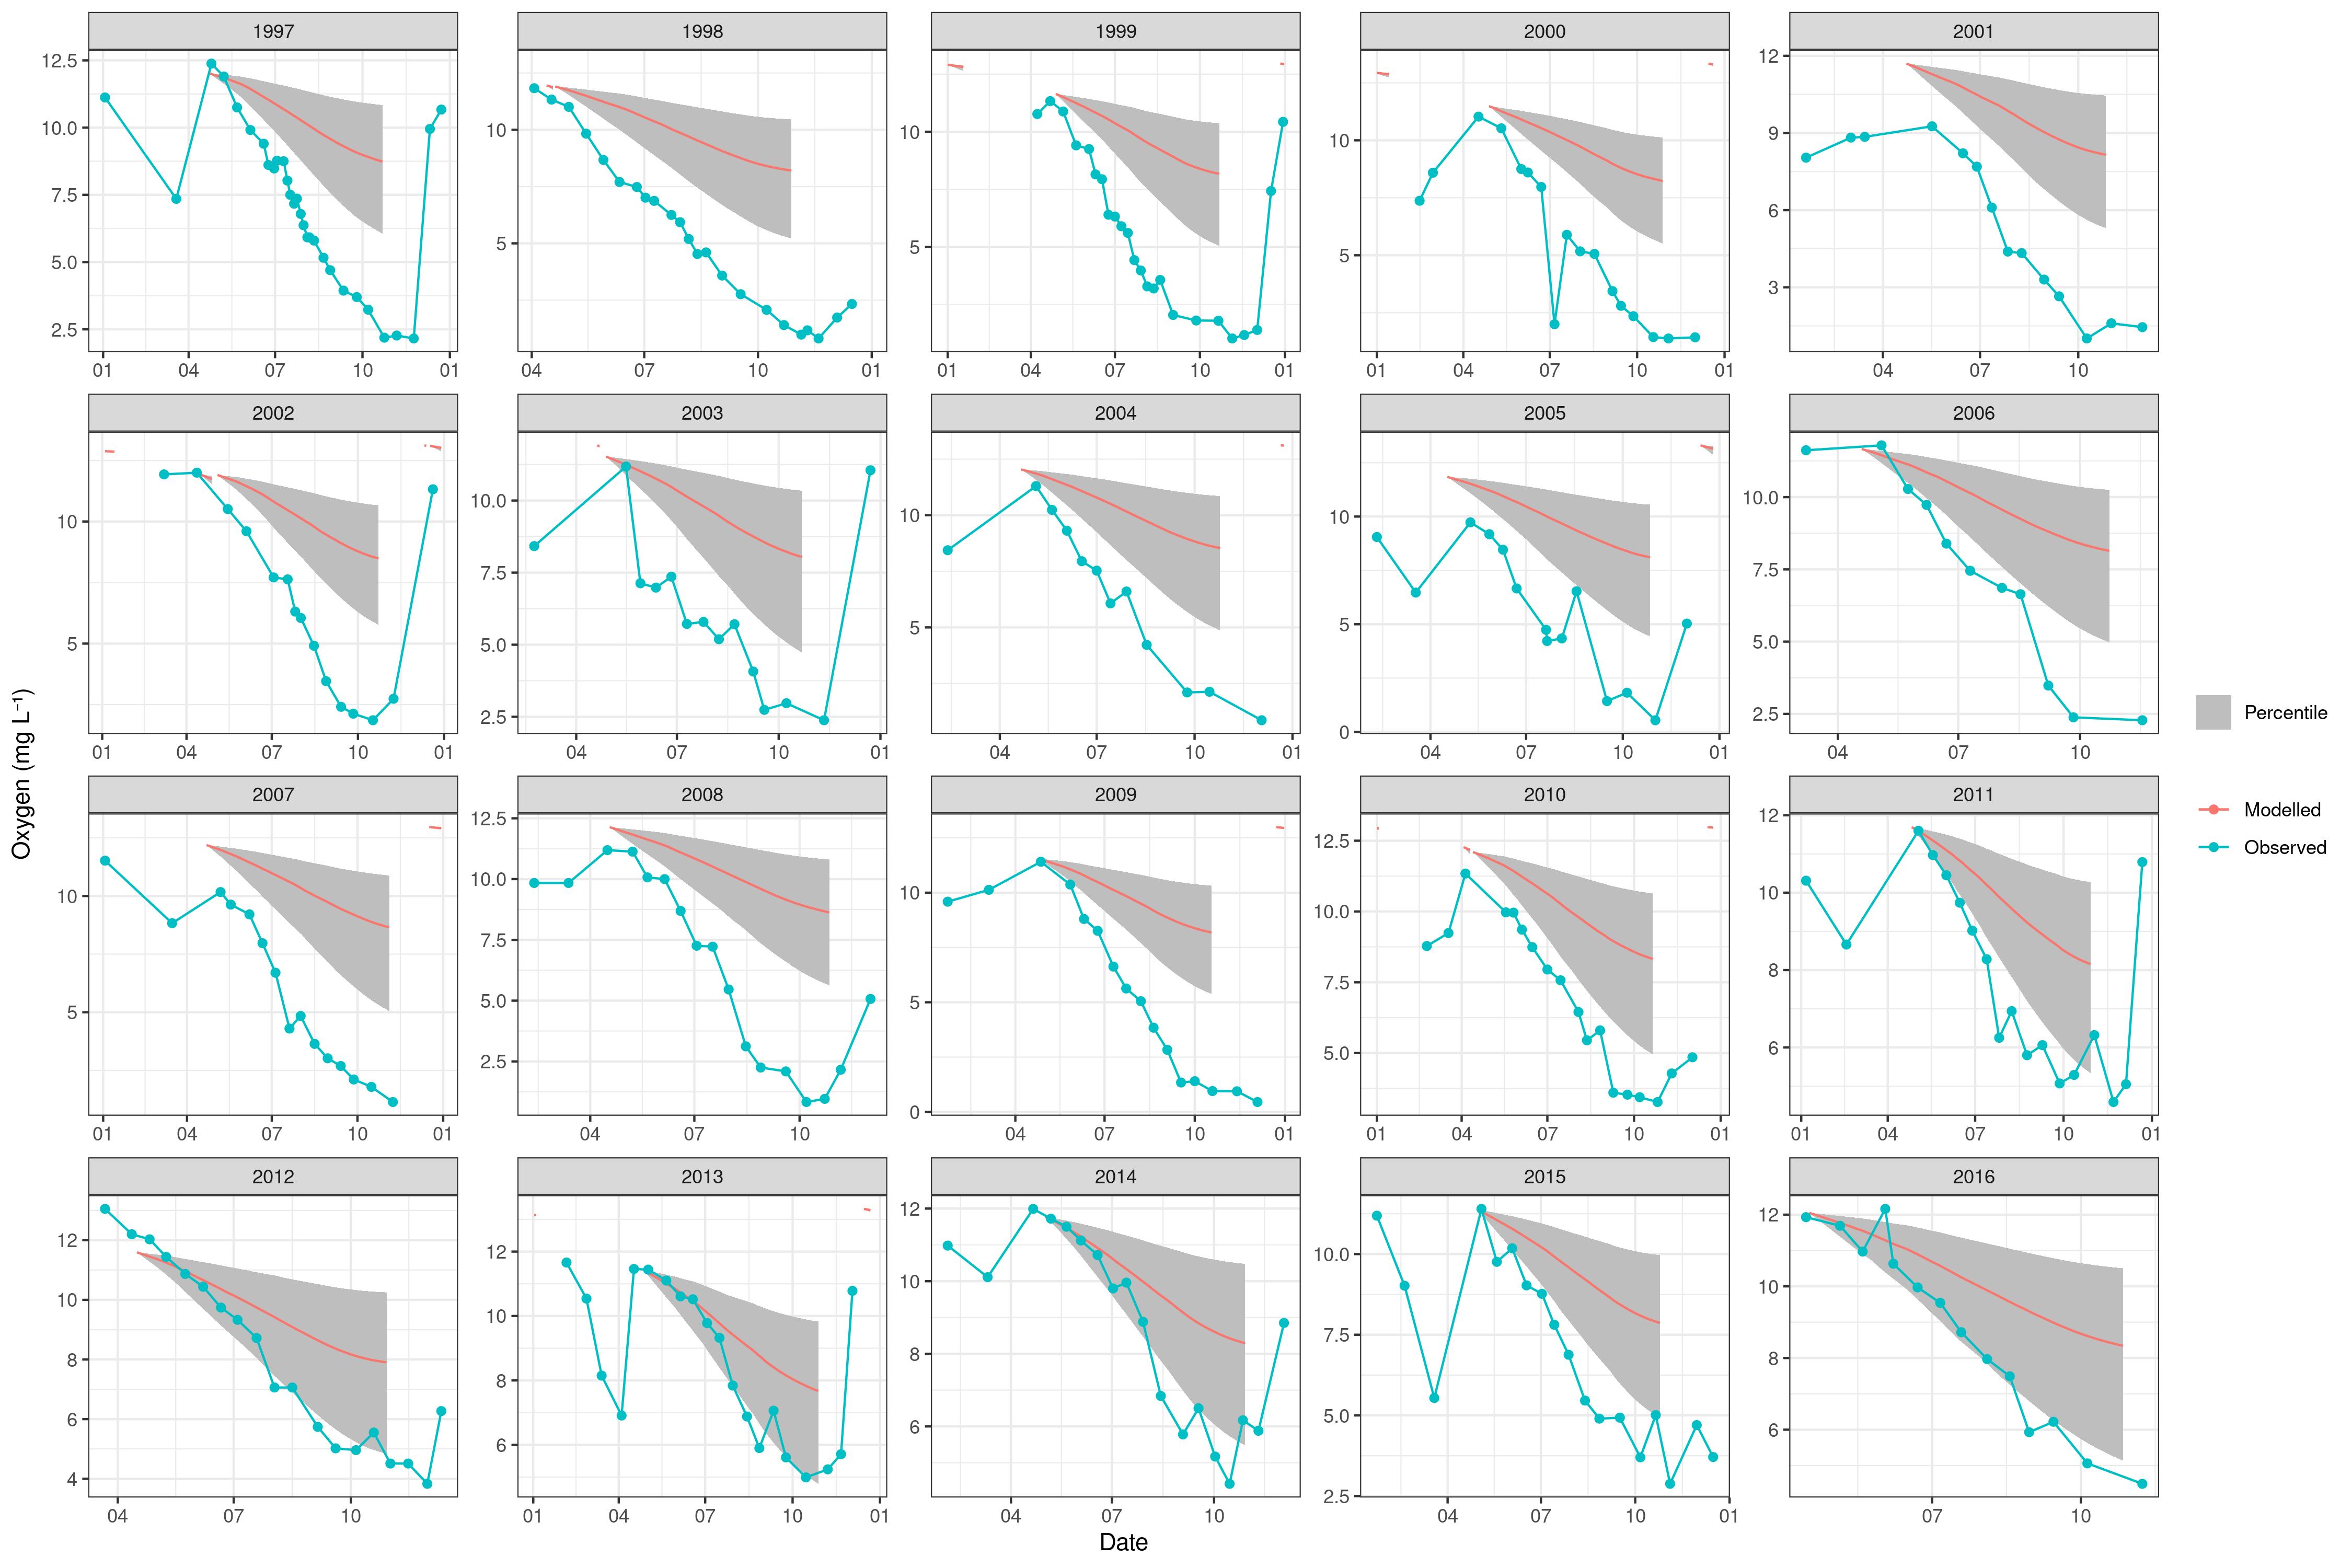 1997 1998 1999 2000 2001
12.5 10.0 7.5 5.0 2.5
10 5
10 5
10 5
12 9 6 3
01 04 07 10 01
04 07 10 01
01 04 07 10 01
01 04 07 10 01
04 07 10
2002 2003 2004 2005 2006
10 5
10.0 7.5 5.0 2.5
10 5
10 5 0
10.0 7.5 5.0 2.5
01 04 07 10 01
04 07 10 01
04 07 10 01
04 07 10 01
04 07 10
Oxygen (mg L⁻¹)
Percentile
Modelled
Observed
2007 2008 2009 2010 2011
10 5
12.5 10.0 7.5 5.0 2.5
10 5 0
12.5 10.0 7.5 5.0
12 10 8 6
01 04 07 10 01
04 07 10
04 07 10 01
01 04 07 10 01
01 04 07 10 01
2012 2013 2014 2015 2016
12 10 8 6 4
12 10 8 6
12 10 8 6
10.0 7.5 5.0 2.5
12 10 8 6
04 07 10
01 04 07 10 01
04 07 10
04 07 10 01
07 10
Date